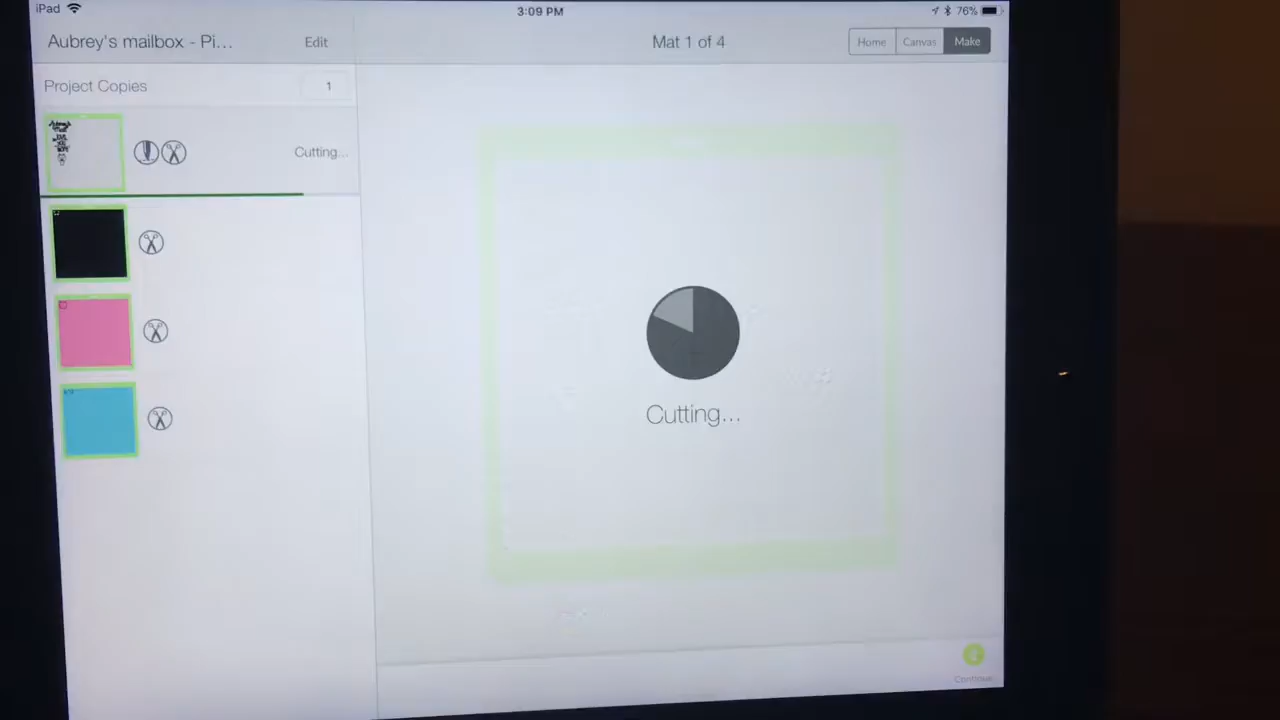 iPad
3:09 PM
76%
Aubrey's mailbox - Pi...
Edit
Mat 1 of 4
Home
Canvas
Make
Project Copies
1
Cutting...
Cutting...
Continue